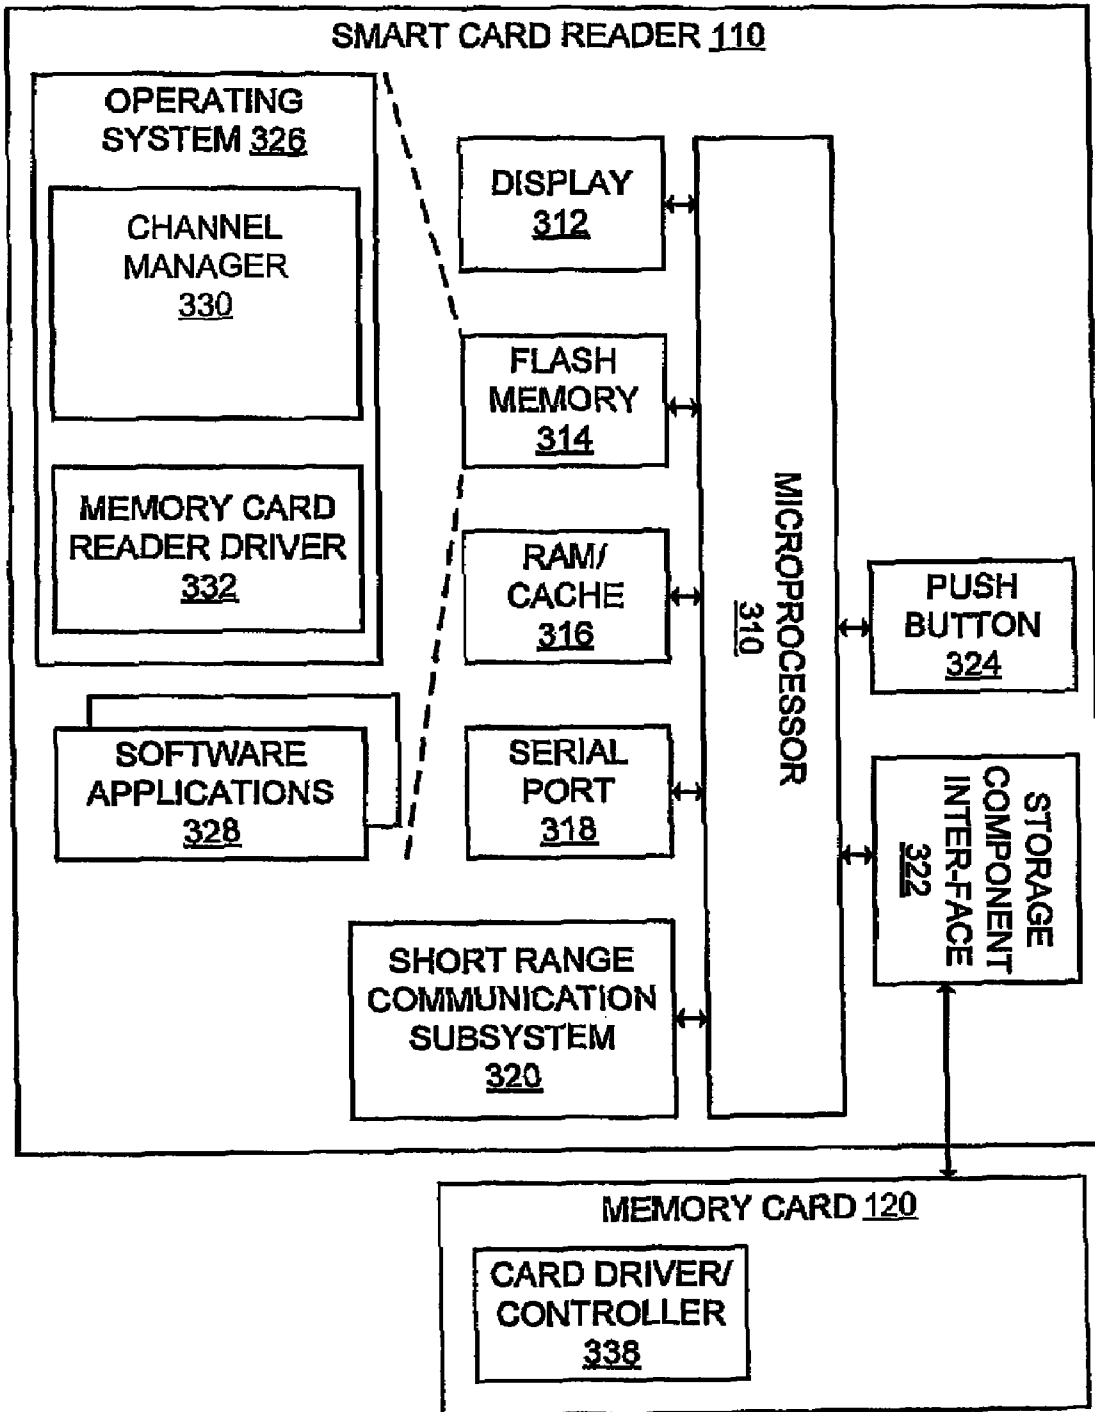 SMART CARD READER 110
OPERATING
SYSTEM 326
CHANNEL
MANAGER
330
MEMORY CARD
READER DRIVER
332
SOFTWARE
APPLICATIONS
328
DISPLAY
312
FLASH
MEMORY
314
RAM/
CACHE
316
SERIAL
PORT
318
SHORT RANGE
COMMUNICATION
SUBSYSTEM
320
MICROPROCESSOR
310
PUSH
BUTTON
324
STORAGE
COMPONENT
INTER-FACE
322
MEMORY CARD 120
CARD DRIVER/
CONTROLLER
338